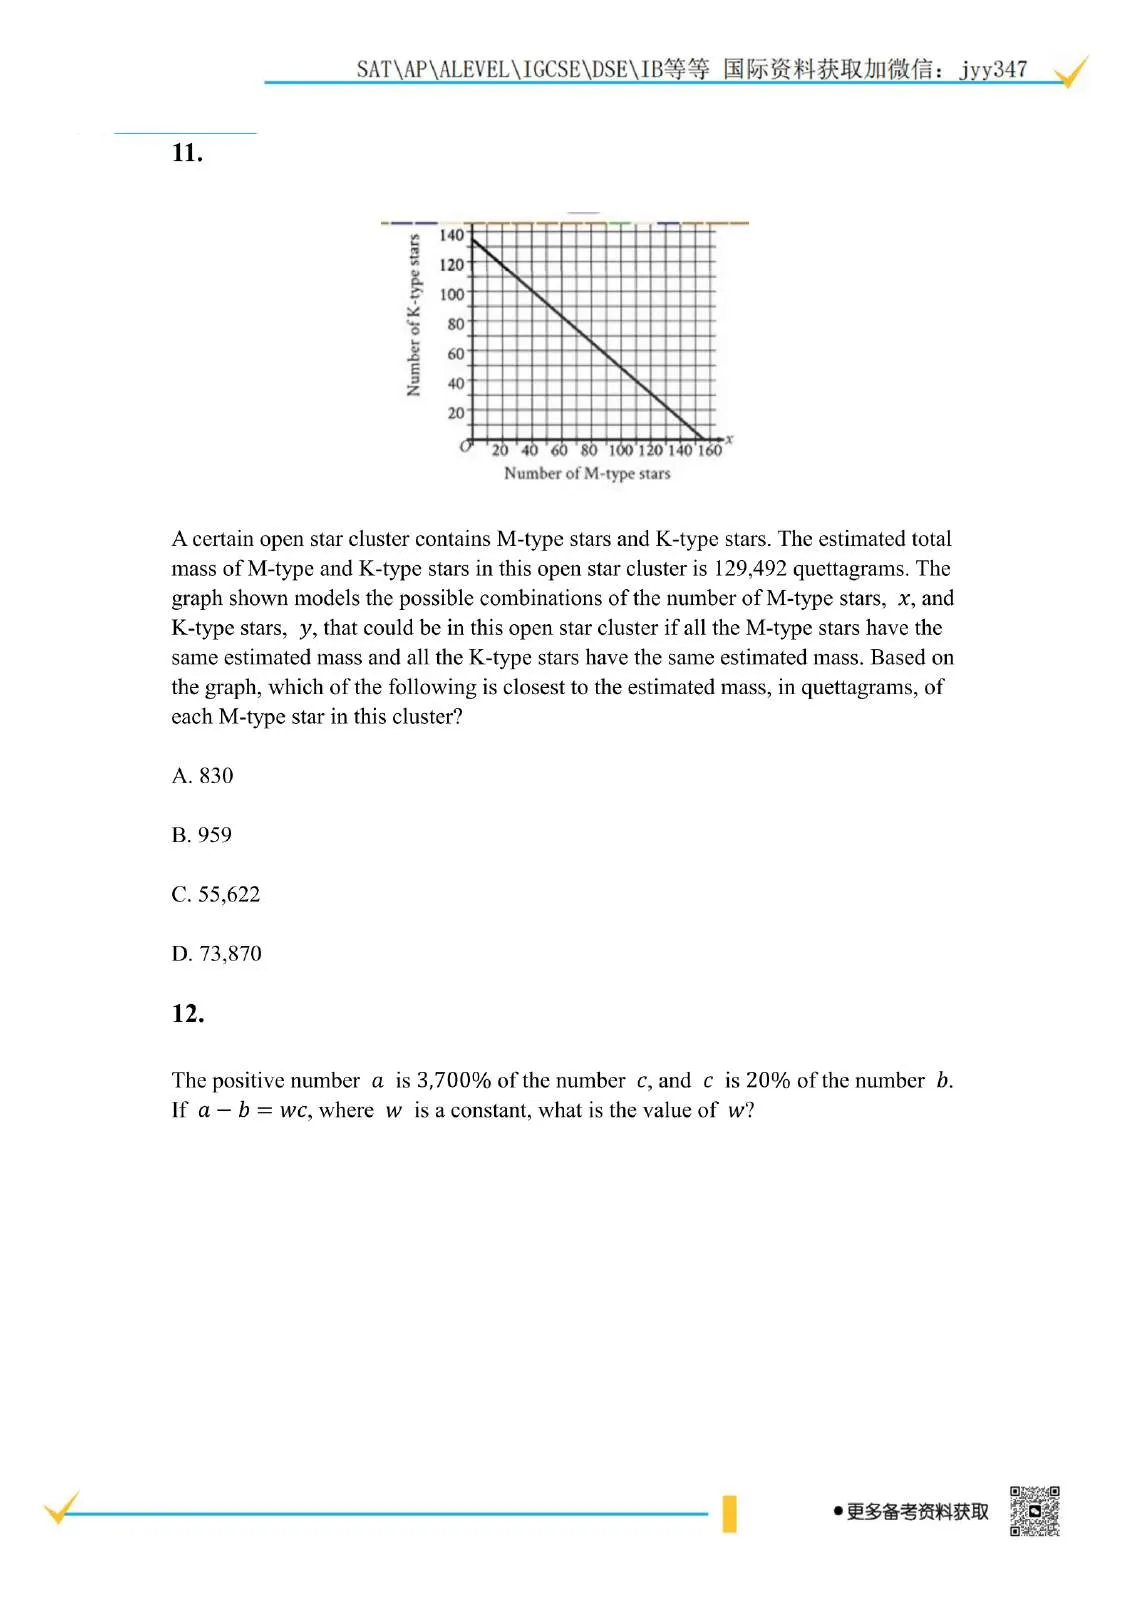 SAT\AP\ALEVEL\IGCSE\DSE\IB等等 国际资料获取加微信：jyy347
11.
Number of K-type stars
140
120
100
80
60
40
20
O 20 40 60 80 100 120 140 160 x
Number of M-type stars
A certain open star cluster contains M-type stars and K-type stars. The estimated total
mass of M-type and K-type stars in this open star cluster is 129,492 quettagrams. The
graph shown models the possible combinations of the number of M-type stars, x, and
K-type stars, y, that could be in this open star cluster if all the M-type stars have the
same estimated mass and all the K-type stars have the same estimated mass. Based on
the graph, which of the following is closest to the estimated mass, in quettagrams, of
each M-type star in this cluster?
A. 830
B. 959
C. 55,622
D. 73,870
12.
The positive number a is 3,700% of the number c, and c is 20% of the number b.
If a − b = wc, where w is a constant, what is the value of w?
●更多备考资料获取